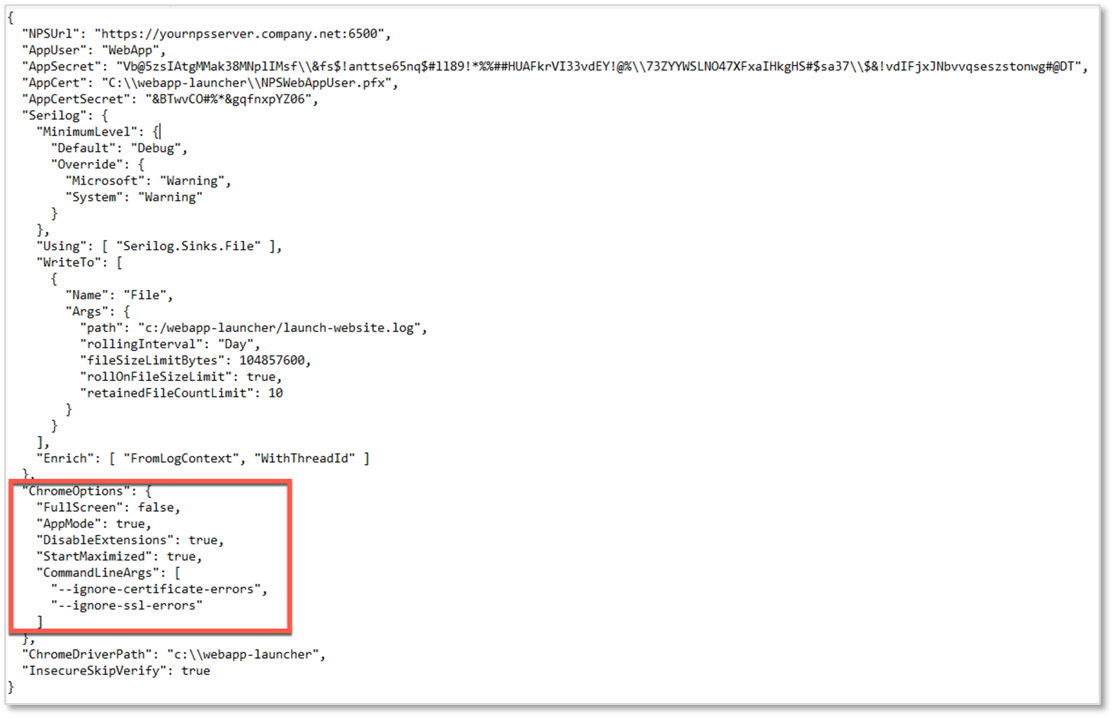 {
  "NPSUrl": "https://yournpsserver.company.net:6500",
  "AppUser": "WebApp",
  "AppSecret": "Vb@5zsIAtgMMak38MNplIMsf\\&fs$!anttse65nq$#ll89!*%%##HUAFkrVI33vdEY!@%\\73ZYYWSLNO47XFxaIHkgHS#$sa37\\$&!vdIFjxJNbvvqseszstonwg#@DT",
  "AppCert": "C:\\webapp-launcher\\NPSWebAppUser.pfx",
  "AppCertSecret": "&BTwvCO#%*&gqfnxpYZ06",
  "Serilog": {
    "MinimumLevel": {
      "Default": "Debug",
      "Override": {
        "Microsoft": "Warning",
        "System": "Warning"
      }
    },
    "Using": [ "Serilog.Sinks.File" ],
    "WriteTo": [
      {
        "Name": "File",
        "Args": {
          "path": "c:/webapp-launcher/launch-website.log",
          "rollingInterval": "Day",
          "fileSizeLimitBytes": 104857600,
          "rollOnFileSizeLimit": true,
          "retainedFileCountLimit": 10
        }
      }
    ],
    "Enrich": [ "FromLogContext", "WithThreadId" ]
  },
  "ChromeOptions": {
    "FullScreen": false,
    "AppMode": true,
    "DisableExtensions": true,
    "StartMaximized": true,
    "CommandLineArgs": [
      "--ignore-certificate-errors",
      "--ignore-ssl-errors"
    ]
  },
  "ChromeDriverPath": "c:\\webapp-launcher",
  "InsecureSkipVerify": true
}